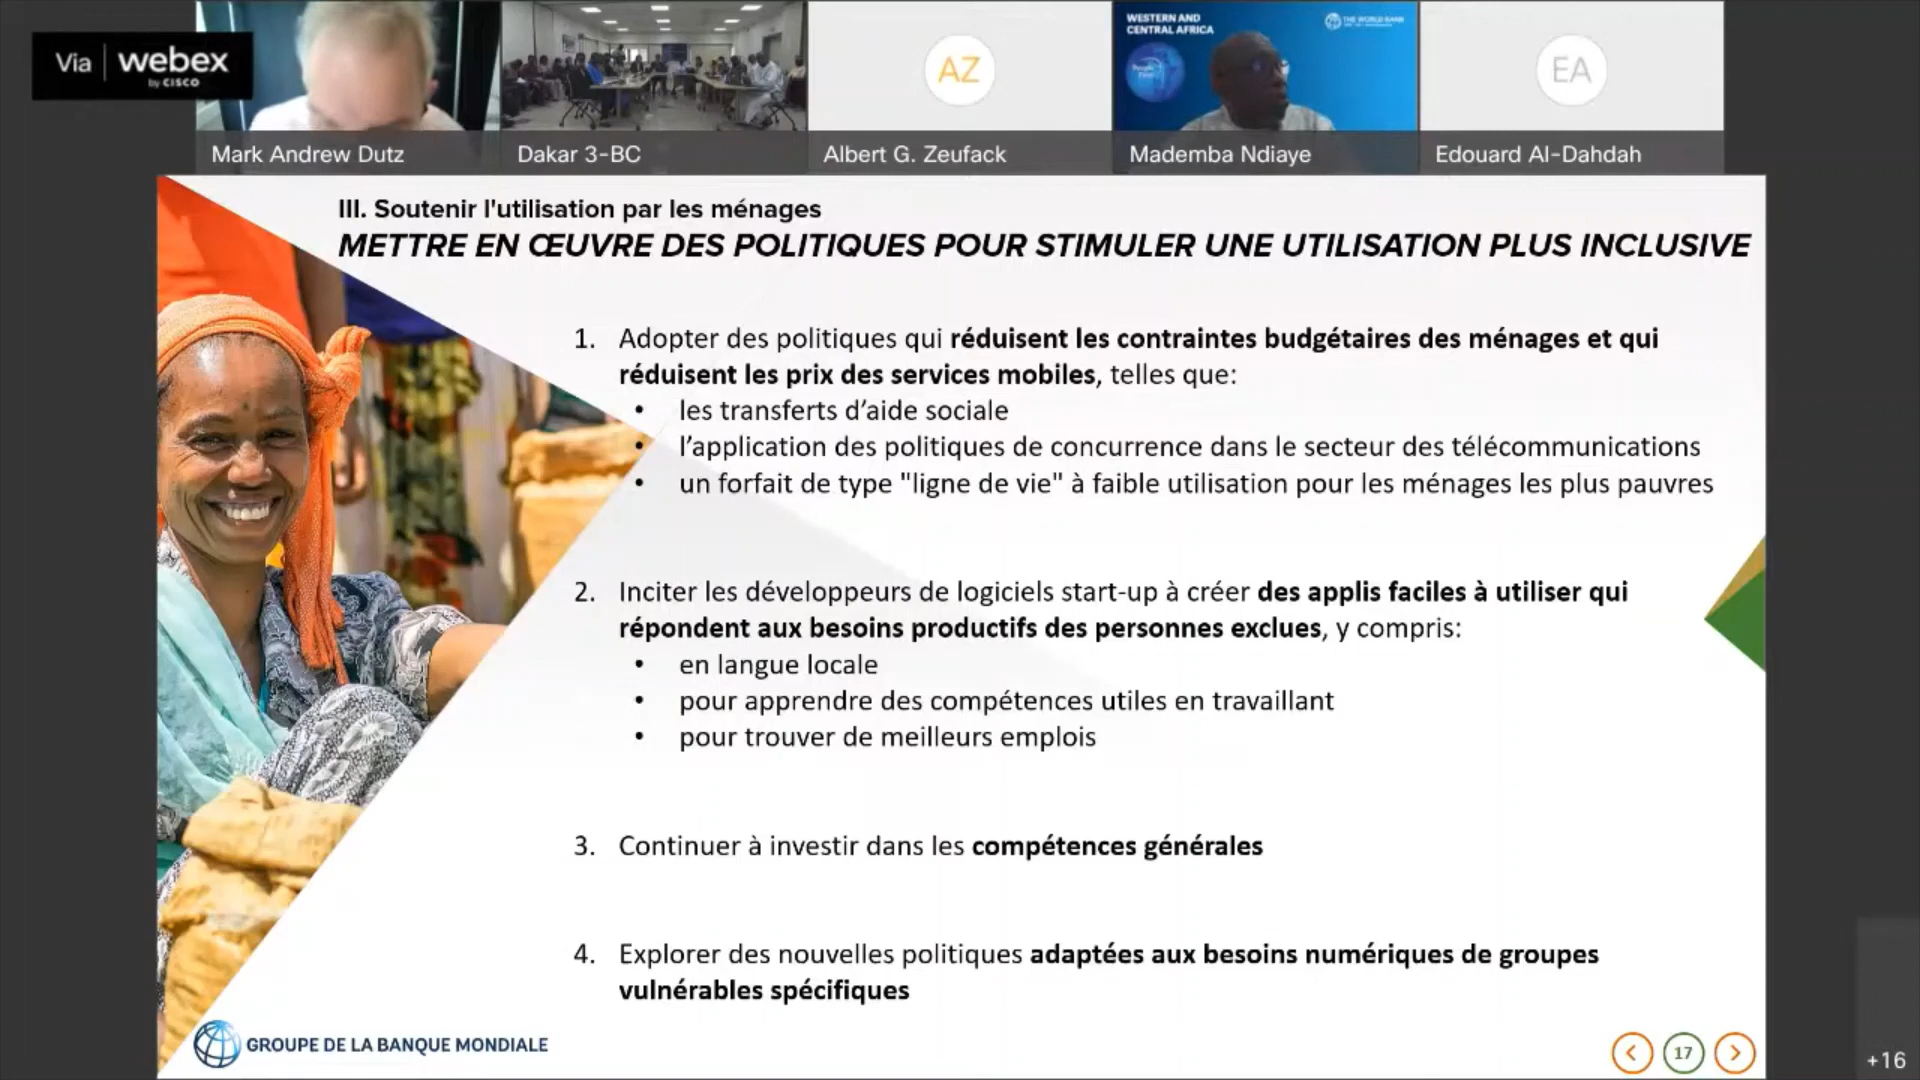 Via webex
by CISCO
WESTERN AND
CENTRAL AFRICA
THE WORLD BANK
AZ
EA
Mark Andrew Dutz
Dakar 3-BC
Albert G. Zeufack
Mademba Ndiaye
Edouard Al-Dahdah
III. Soutenir l'utilisation par les ménages
METTRE EN ŒUVRE DES POLITIQUES POUR STIMULER UNE UTILISATION PLUS INCLUSIVE
1. Adopter des politiques qui réduisent les contraintes budgétaires des ménages et qui
réduisent les prix des services mobiles, telles que:
• les transferts d’aide sociale
• l’application des politiques de concurrence dans le secteur des télécommunications
• un forfait de type "ligne de vie" à faible utilisation pour les ménages les plus pauvres
2. Inciter les développeurs de logiciels start-up à créer des applis faciles à utiliser qui
répondent aux besoins productifs des personnes exclues, y compris:
• en langue locale
• pour apprendre des compétences utiles en travaillant
• pour trouver de meilleurs emplois
3. Continuer à investir dans les compétences générales
4. Explorer des nouvelles politiques adaptées aux besoins numériques de groupes
vulnérables spécifiques
GROUPE DE LA BANQUE MONDIALE
17
+16